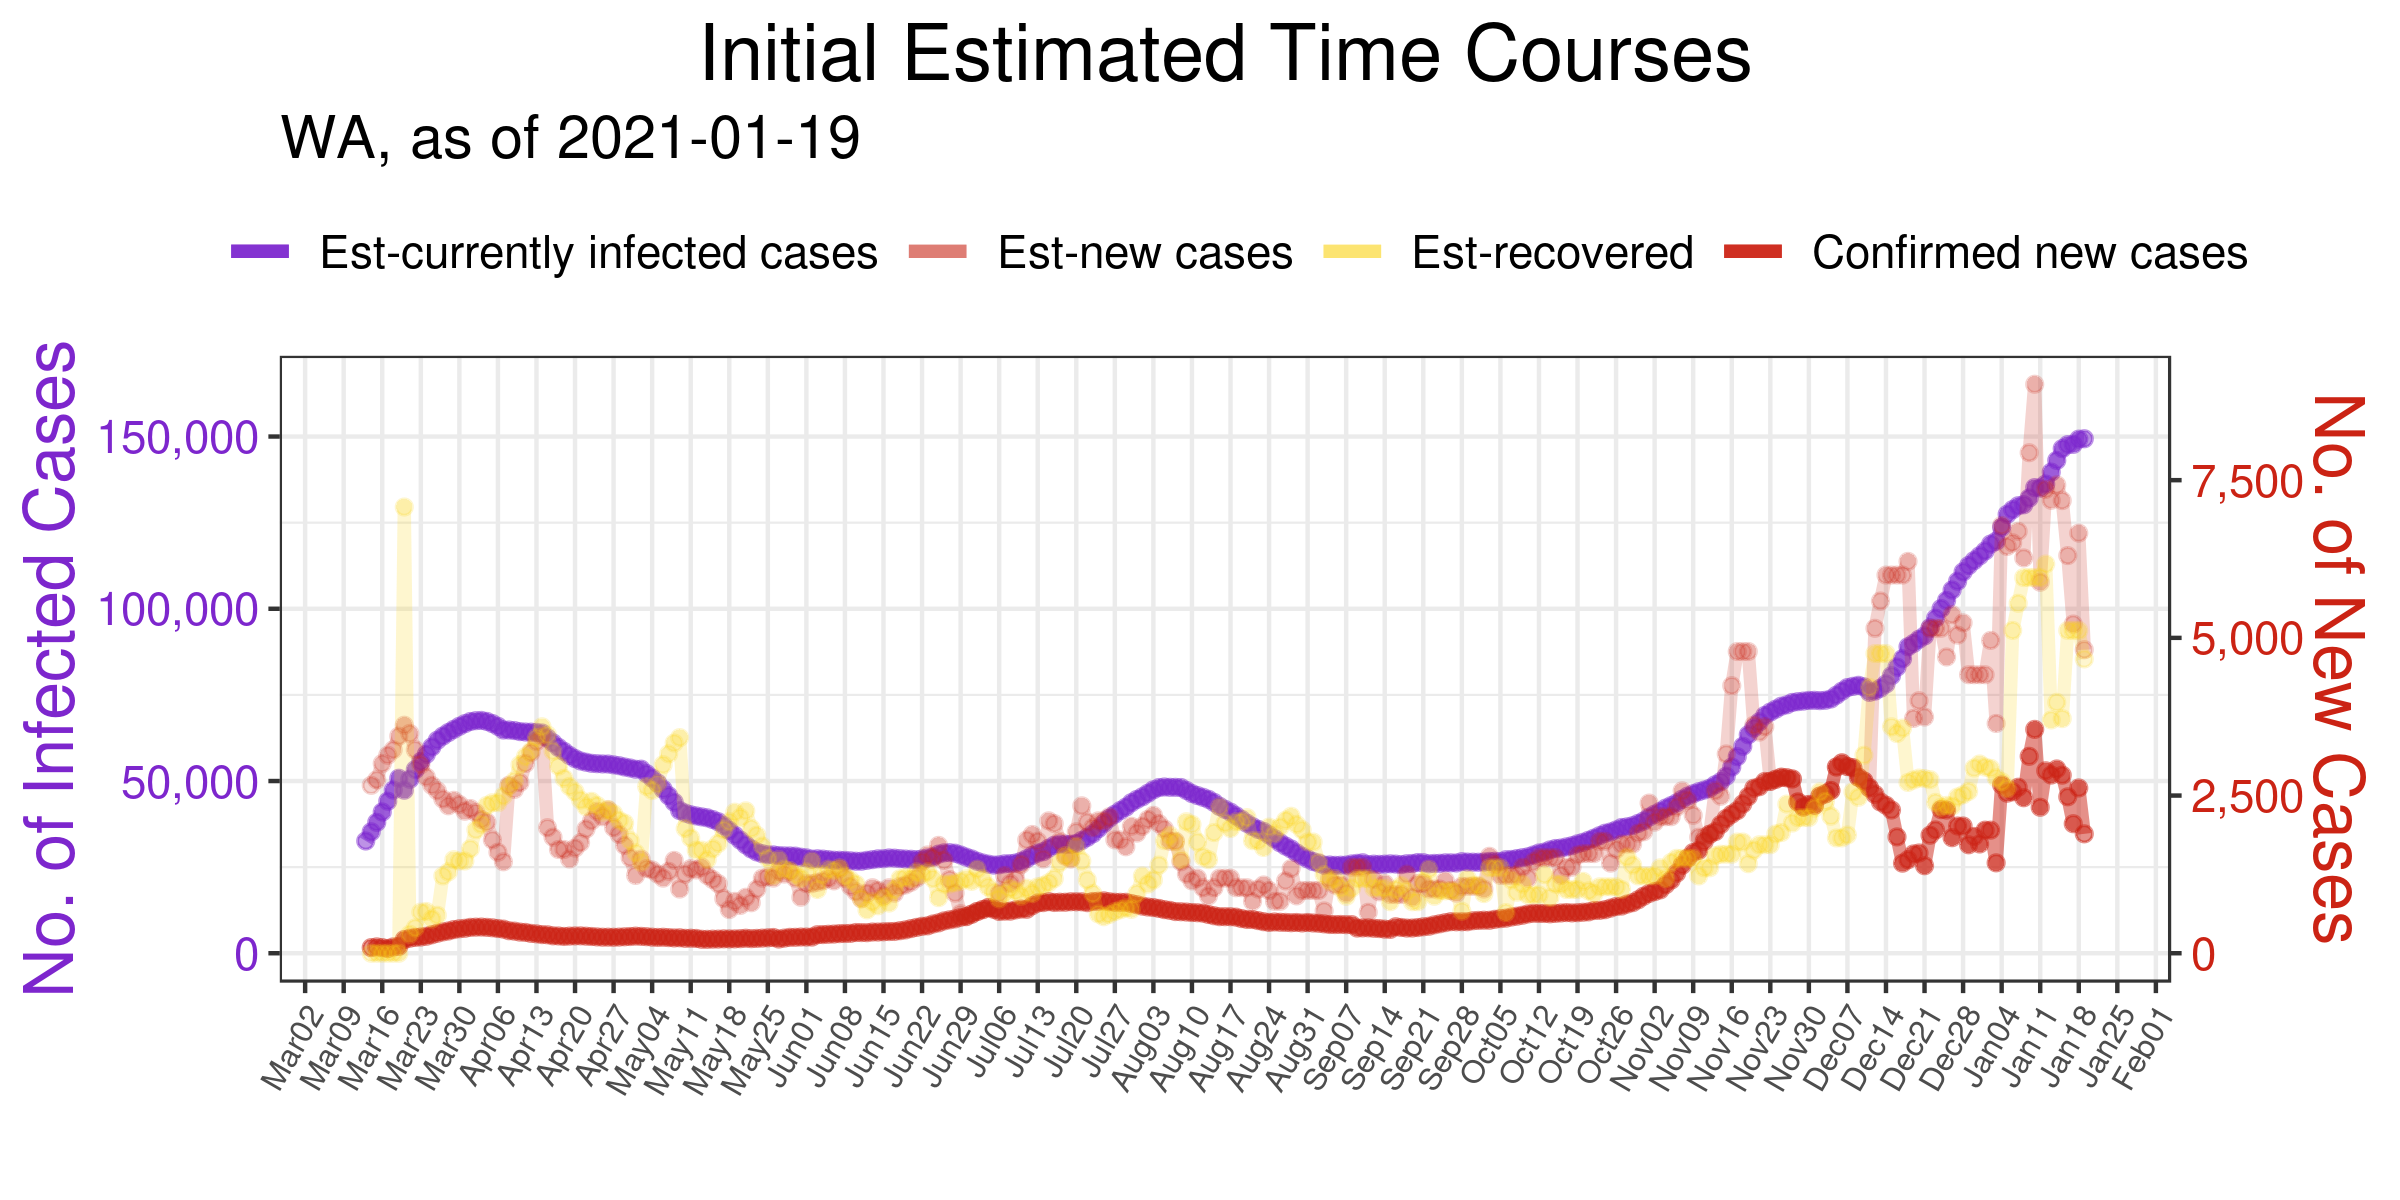 Initial Estimated Time Courses
WA, as of 2021-01-19
Est-currently infected cases Est-new cases Est-recovered Confirmed new cases
No. of Infected Cases
150,000
100,000
50,000
0
7,500
5,000
2,500
0
No. of New Cases
Mar02 Mar09 Mar16 Mar23 Mar30 Apr06 Apr13 Apr20 Apr27 May04 May11 May18 May25 Jun01 Jun08 Jun15 Jun22 Jun29 Jul06 Jul13 Jul20 Jul27 Aug03 Aug10 Aug17 Aug24 Aug31 Sep07 Sep14 Sep21 Sep28 Oct05 Oct12 Oct19 Oct26 Nov02 Nov09 Nov16 Nov23 Nov30 Dec07 Dec14 Dec21 Dec28 Jan04 Jan11 Jan18 Jan25 Feb01